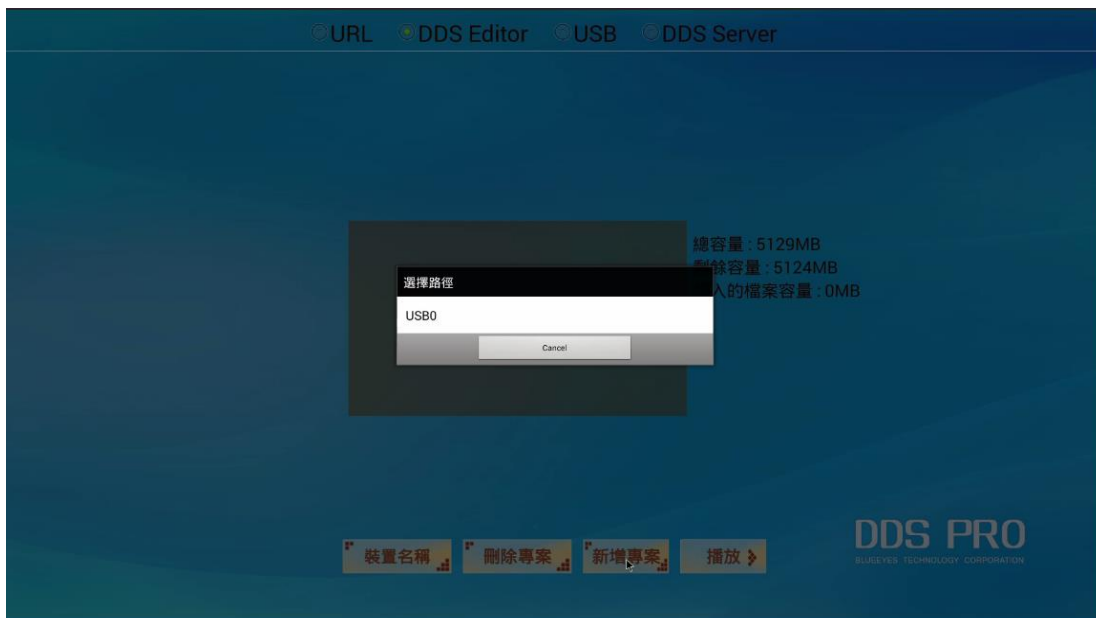 URL DDS Editor USB DDS Server
總容量 : 5129MB
餘容量 : 5124MB
入的檔案容量 : 0MB
選擇路徑
USB0
Cancel
裝置名稱 刪除專案 新增專案 播放
DDS PRO
BLUEEYES TECHNOLOGY CORPORATION